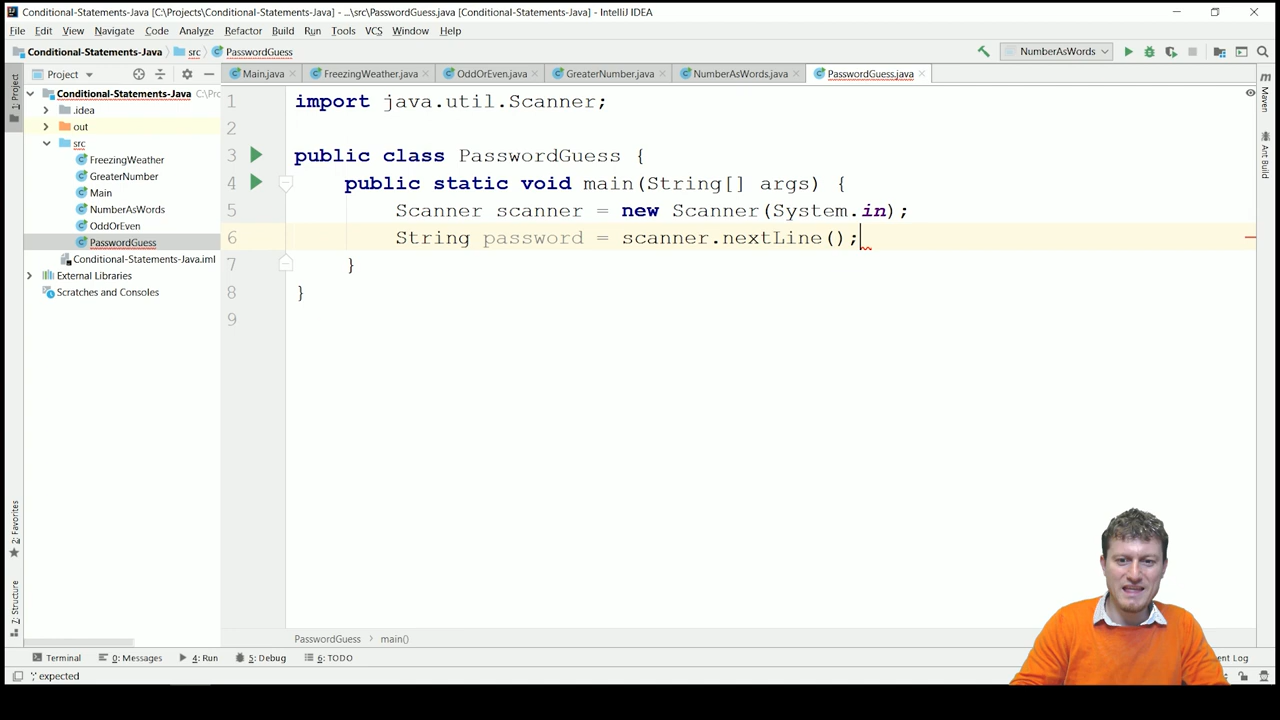 Conditional-Statements-Java [C:\Projects\Conditional-Statements-Java] - ...\src\PasswordGuess.java [Conditional-Statements-Java] - IntelliJ IDEA
File Edit View Navigate Code Analyze Refactor Build Run Tools VCS Window Help
Conditional-Statements-Java src PasswordGuess NumberAsWords
Project Main.java FreezingWeather.java OddOrEven.java GreaterNumber.java NumberAsWords.java PasswordGuess.java
1: Project
Conditional-Statements-Java C:\Prc
.idea
out
src
FreezingWeather
GreaterNumber
Main
NumberAsWords
OddOrEven
PasswordGuess
Conditional-Statements-Java.iml
External Libraries
Scratches and Consoles
1 import java.util.Scanner;
2
3 public class PasswordGuess {
4 public static void main(String[] args) {
5 Scanner scanner = new Scanner(System.in);
6 String password = scanner.nextLine();
7 }
8 }
9
Maven
Ant Build
2: Favorites
7: Structure
PasswordGuess main()
Terminal 0: Messages 4: Run 5: Debug 6: TODO nt Log
';' expected